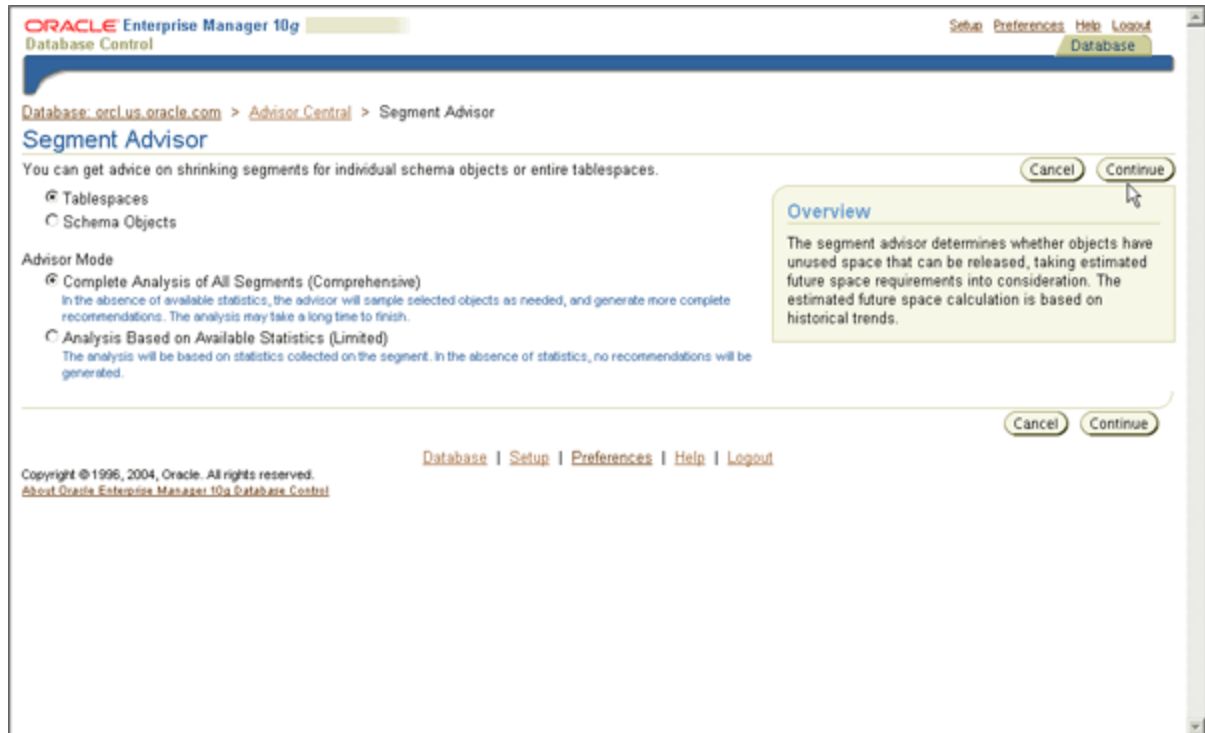 ORACLE Enterprise Manager 10g
Database Control
Setup Preferences Help Logout
Database
Database: orcl.us.oracle.com > Advisor Central > Segment Advisor
Segment Advisor
You can get advice on shrinking segments for individual schema objects or entire tablespaces.
Cancel Continue
Tablespaces
Schema Objects
Overview
The segment advisor determines whether objects have
unused space that can be released, taking estimated
future space requirements into consideration. The
estimated future space calculation is based on
historical trends.
Advisor Mode
Complete Analysis of All Segments (Comprehensive)
In the absence of available statistics, the advisor will sample selected objects as needed, and generate more complete
recommendations. The analysis may take a long time to finish.
Analysis Based on Available Statistics (Limited)
The analysis will be based on statistics collected on the segment. In the absence of statistics, no recommendations will be
generated.
Cancel Continue
Database | Setup | Preferences | Help | Logout
Copyright © 1996, 2004, Oracle. All rights reserved.
About Oracle Enterprise Manager 10g Database Control